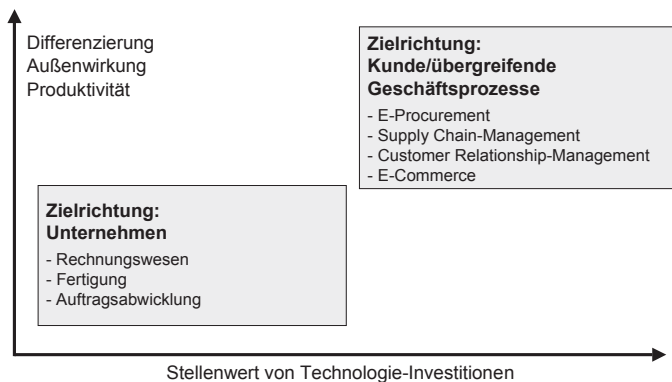 Differenzierung
Außenwirkung
Produktivität
Zielrichtung:
Kunde/übergreifende
Geschäftsprozesse
- E-Procurement
- Supply Chain-Management
- Customer Relationship-Management
- E-Commerce
Zielrichtung:
Unternehmen
- Rechnungswesen
- Fertigung
- Auftragsabwicklung
Stellenwert von Technologie-Investitionen